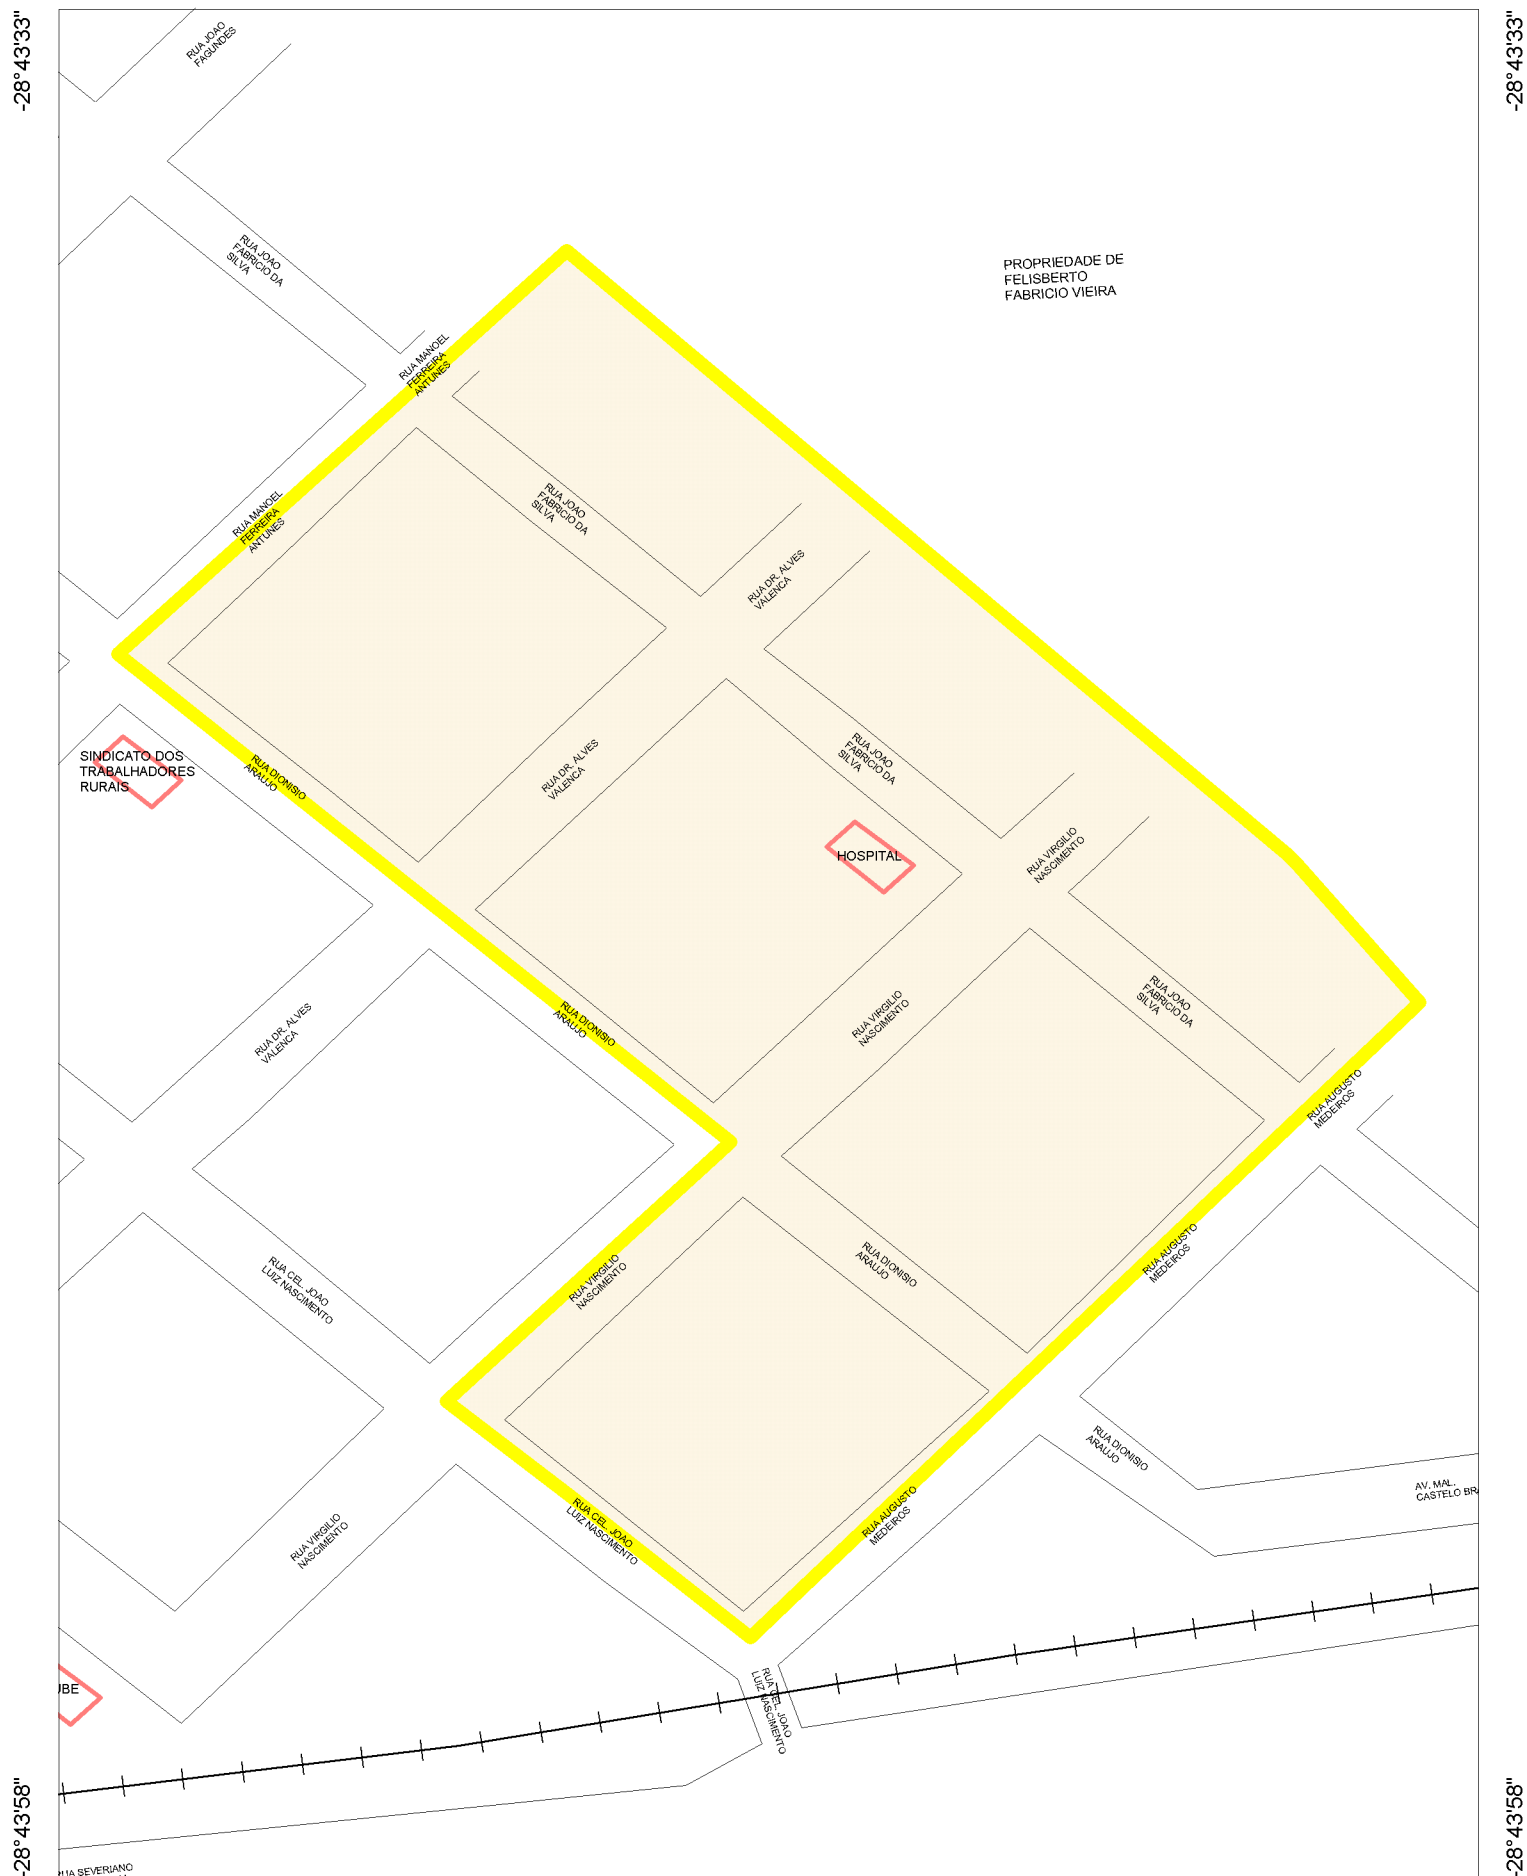 -28°43'33"
-28°43'33"
RUA JOAO
FAGUNDES
RUA JOAO
FABRICIO DA
SILVA
PROPRIEDADE DE
FELISBERTO
FABRICIO VIEIRA
RUA MANOEL
FERREIRA
ANTUNES
RUA MANOEL
FERREIRA
ANTUNES
RUA JOAO
FABRICIO DA
SILVA
RUA DR. ALVES
VALENCA
SINDICATO DOS
TRABALHADORES
RURAIS
RUA DIONISIO
ARAUJO
RUA DR. ALVES
VALENCA
RUA JOAO
FABRICIO DA
SILVA
HOSPITAL
RUA VIRGILIO
NASCIMENTO
RUA DR. ALVES
VALENCA
RUA DIONISIO
ARAUJO
RUA VIRGILIO
NASCIMENTO
RUA JOAO
FABRICIO DA
SILVA
RUA AUGUSTO
MEDEIROS
RUA CEL. JOAO
LUIZ NASCIMENTO
RUA VIRGILIO
NASCIMENTO
RUA DIONISIO
ARAUJO
RUA AUGUSTO
MEDEIROS
RUA DIONISIO
ARAUJO
AV. MAL.
CASTELO BR
RUA VIRGILIO
NASCIMENTO
RUA CEL. JOAO
LUIZ NASCIMENTO
RUA AUGUSTO
MEDEIROS
UBE
RUA CEL. JOAO
LUIZ NASCIMENTO
-28°43'58"
-28°43'58"
RUA SEVERIANO